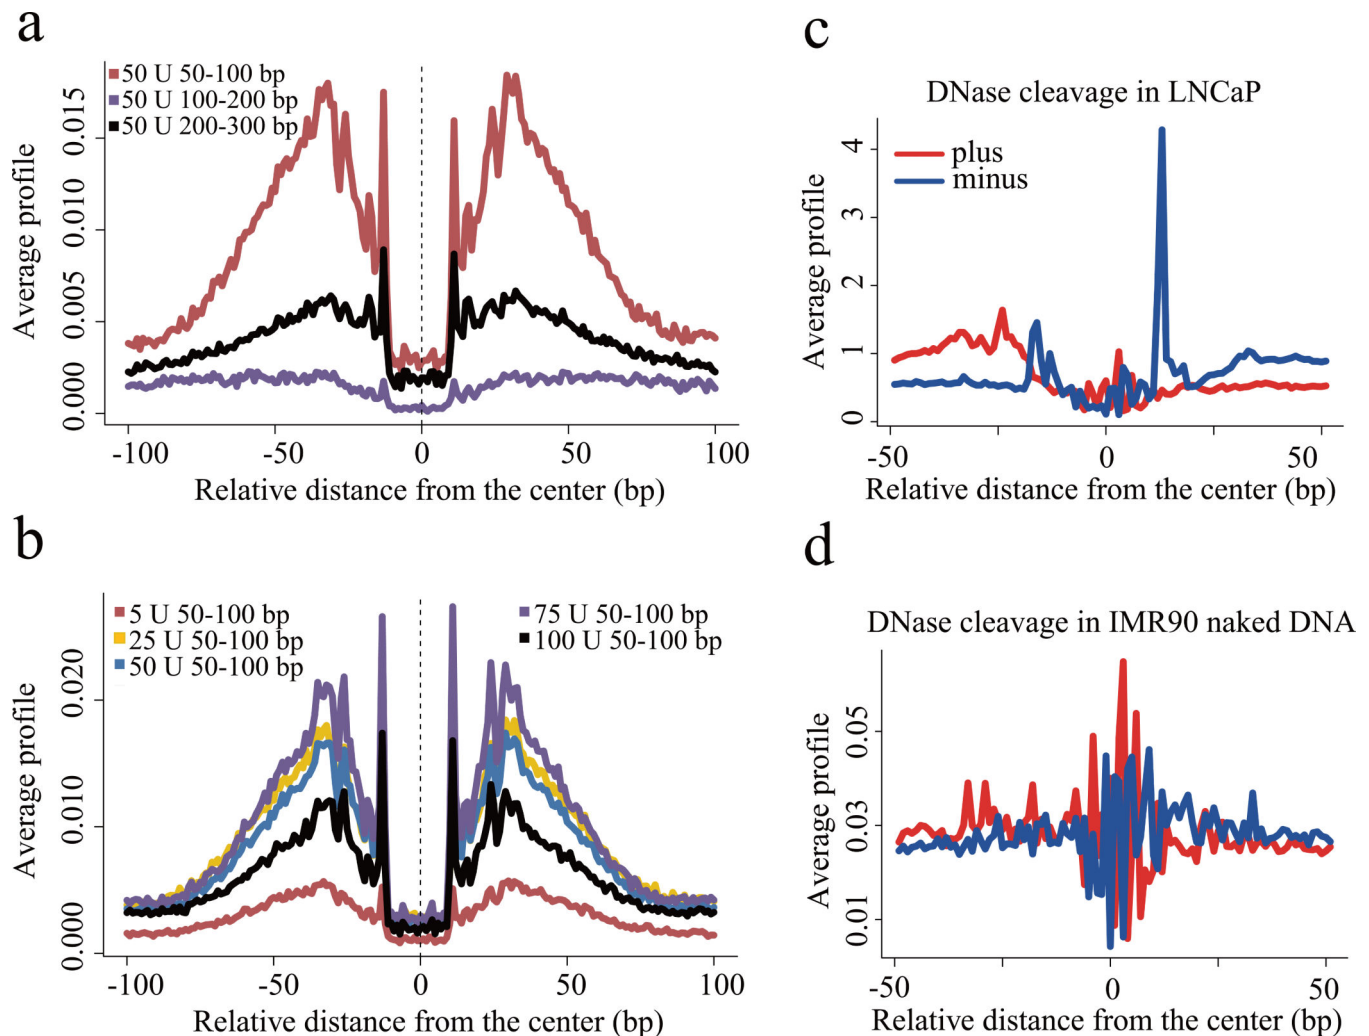 a
50 U 50-100 bp
50 U 100-200 bp
50 U 200-300 bp
Average profile
0.000
0.005
0.010
0.015
-100
-50
0
50
100
Relative distance from the center (bp)
b
5 U 50-100 bp
25 U 50-100 bp
50 U 50-100 bp
75 U 50-100 bp
100 U 50-100 bp
Average profile
0.000
0.010
0.020
-100
-50
0
50
100
Relative distance from the center (bp)
c
DNase cleavage in LNCaP
plus
minus
Average profile
0
1
2
3
4
-50
0
50
Relative distance from the center (bp)
d
DNase cleavage in IMR90 naked DNA
Average profile
0.01
0.03
0.05
-50
0
50
Relative distance from the center (bp)